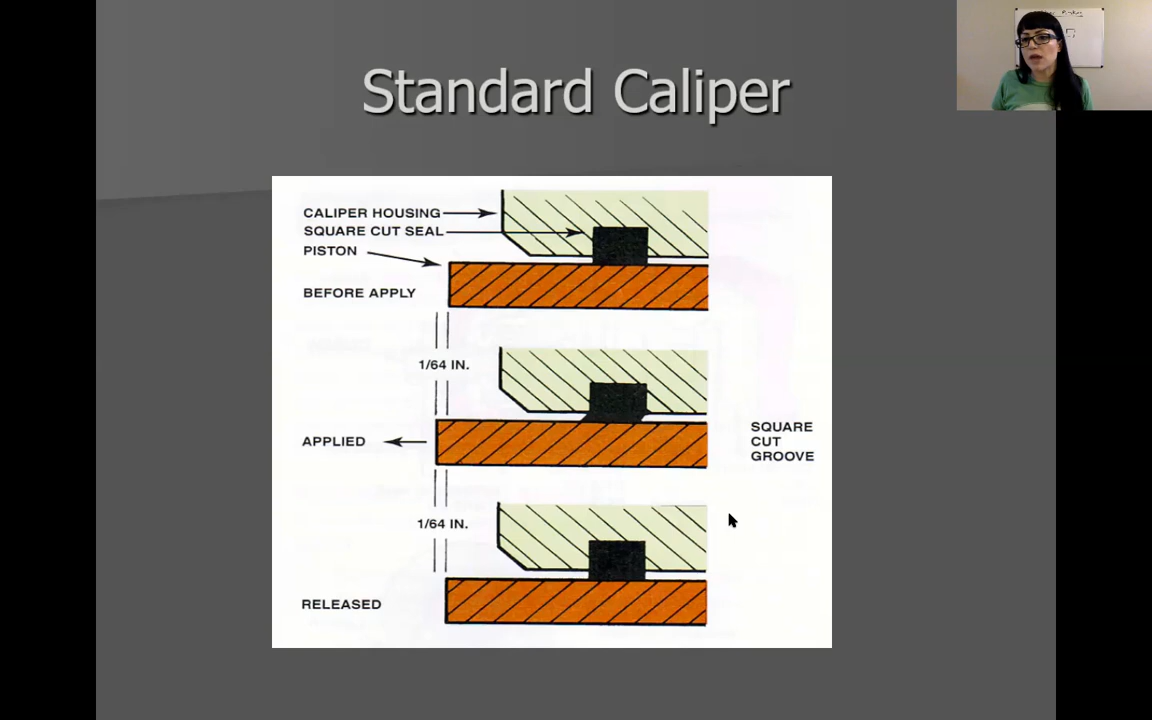 Standard Caliper
CALIPER HOUSING
SQUARE CUT SEAL
PISTON
BEFORE APPLY
1/64 IN.
APPLIED
SQUARE
CUT
GROOVE
1/64 IN.
RELEASED